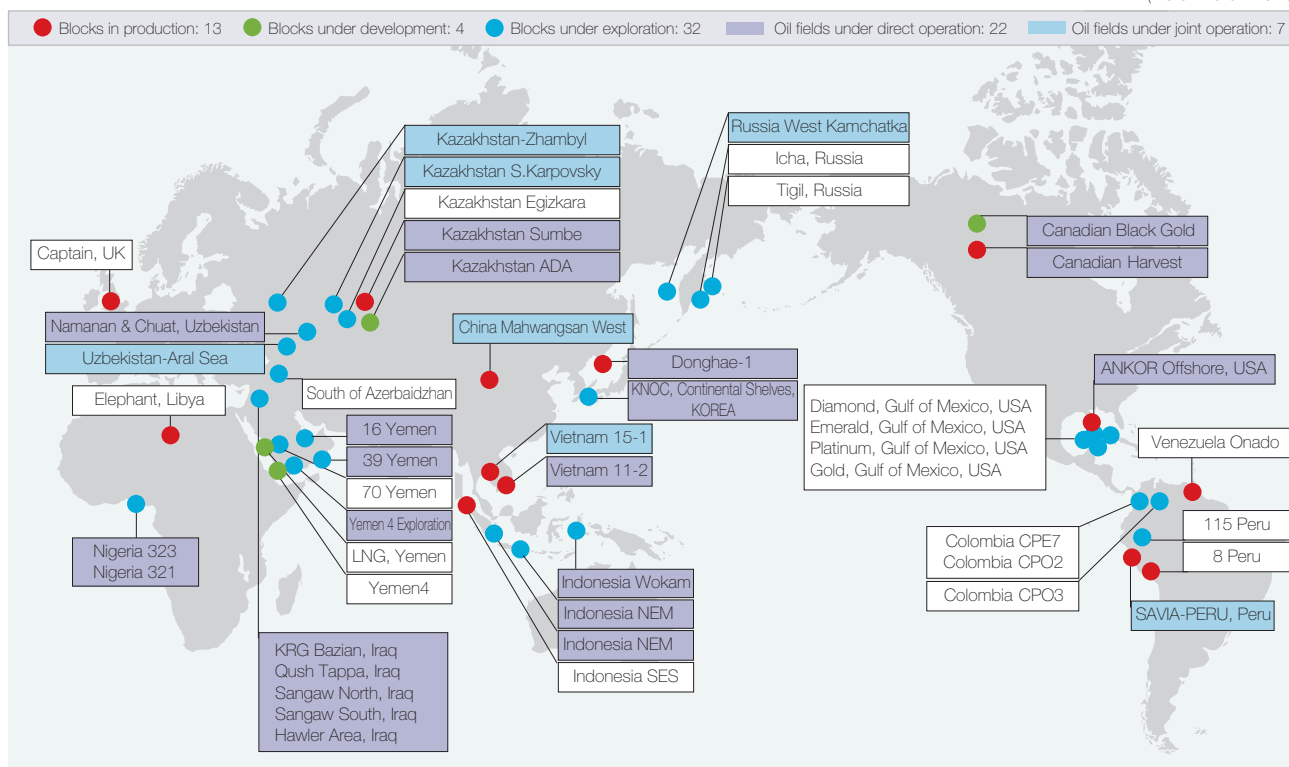 Blocks in production: 13
Blocks under development: 4
Blocks under exploration: 32
Oil fields under direct operation: 22
Oil fields under joint operation: 7
Kazakhstan-Zhambyl
Kazakhstan S.Karpovsky
Kazakhstan Egizkara
Kazakhstan Sumbe
Kazakhstan ADA
Russia West Kamchatka
Icha, Russia
Tigil, Russia
Canadian Black Gold
Canadian Harvest
Captain, UK
Namanan & Chuat, Uzbekistan
Uzbekistan-Aral Sea
South of Azerbaidzhan
Elephant, Libya
China Mahwangsan West
Donghae-1
KNOC, Continental Shelves,
KOREA
ANKOR Offshore, USA
Diamond, Gulf of Mexico, USA
Emerald, Gulf of Mexico, USA
Platinum, Gulf of Mexico, USA
Gold, Gulf of Mexico, USA
Venezuela Onado
16 Yemen
39 Yemen
70 Yemen
Yemen 4 Exploration
LNG, Yemen
Yemen4
Vietnam 15-1
Vietnam 11-2
Nigeria 323
Nigeria 321
Indonesia Wokam
Indonesia NEM
Indonesia NEM
Indonesia SES
Colombia CPE7
Colombia CPO2
Colombia CPO3
115 Peru
8 Peru
SAVIA-PERU, Peru
KRG Bazian, Iraq
Qush Tappa, Iraq
Sangaw North, Iraq
Sangaw South, Iraq
Hawler Area, Iraq